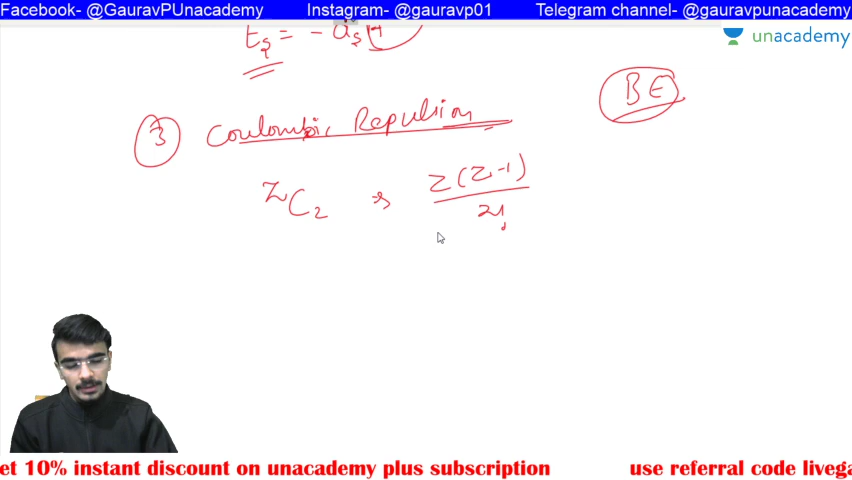 Facebook- @GauravPUnacademy Instagram- @gauravp01 Telegram channel- @gauravpunacademy
unacademy
BE
3 Coulombic Repulsion
ZC₂ → Z(Z-1)/2!
et 10% instant discount on unacademy plus subscription use referral code livega